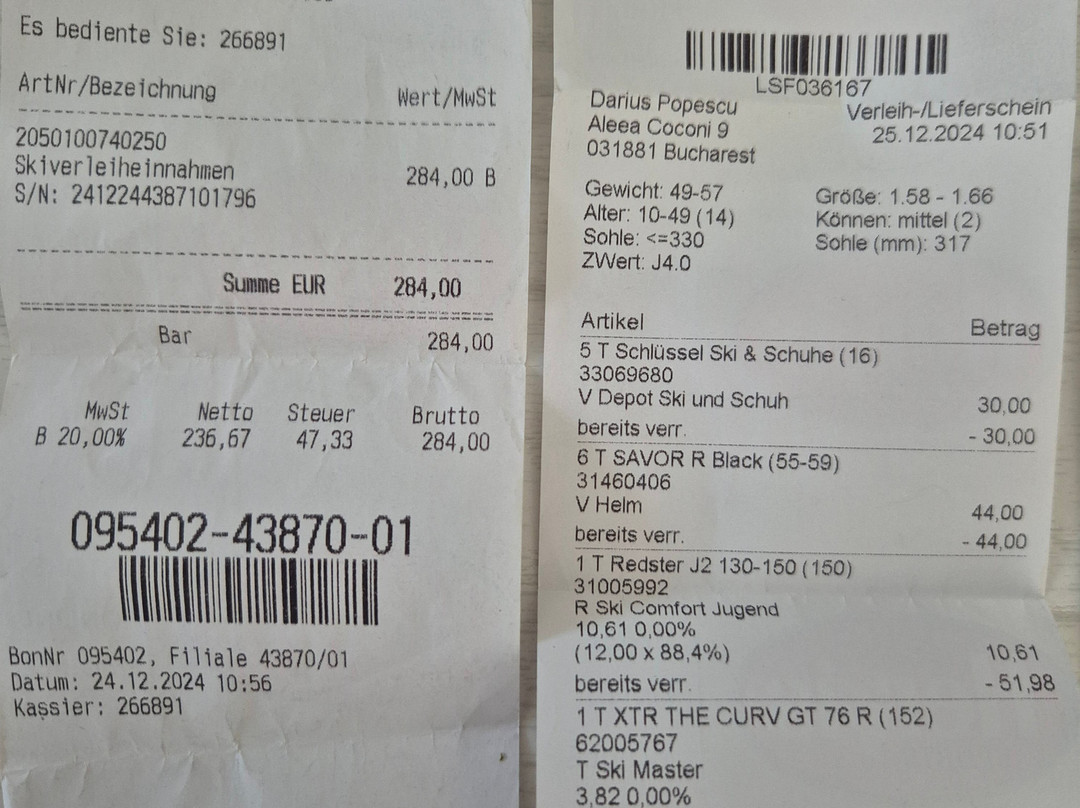 Es bediente Sie: 266891
ArtNr/Bezeichnung Wert/MwSt
2050100740250
Skiverleiheinnahmen 284,00 B
S/N: 2412244387101796
Summe EUR 284,00
Bar 284,00
MwSt Netto Steuer Brutto
B 20,00% 236,67 47,33 284,00
095402-43870-01
BonNr 095402, Filiale 43870/01
Datum: 24.12.2024 10:56
Kassier: 266891
LSF036167
Darius Popescu Verleih-/Lieferschein
Aleea Coconi 9 25.12.2024 10:51
031881 Bucharest
Gewicht: 49-57 Größe: 1.58 - 1.66
Alter: 10-49 (14) Können: mittel (2)
Sohle: <=330 Sohle (mm): 317
ZWert: J4.0
Artikel Betrag
5 T Schlüssel Ski & Schuhe (16)
33069680
V Depot Ski und Schuh 30,00
bereits verr. - 30,00
6 T SAVOR R Black (55-59)
31460406
V Helm 44,00
bereits verr. - 44,00
1 T Redster J2 130-150 (150)
31005992
R Ski Comfort Jugend
10,61 0,00%
(12,00 x 88,4%) 10,61
bereits verr. - 51,98
1 T XTR THE CURV GT 76 R (152)
62005767
T Ski Master
3,82 0,00%